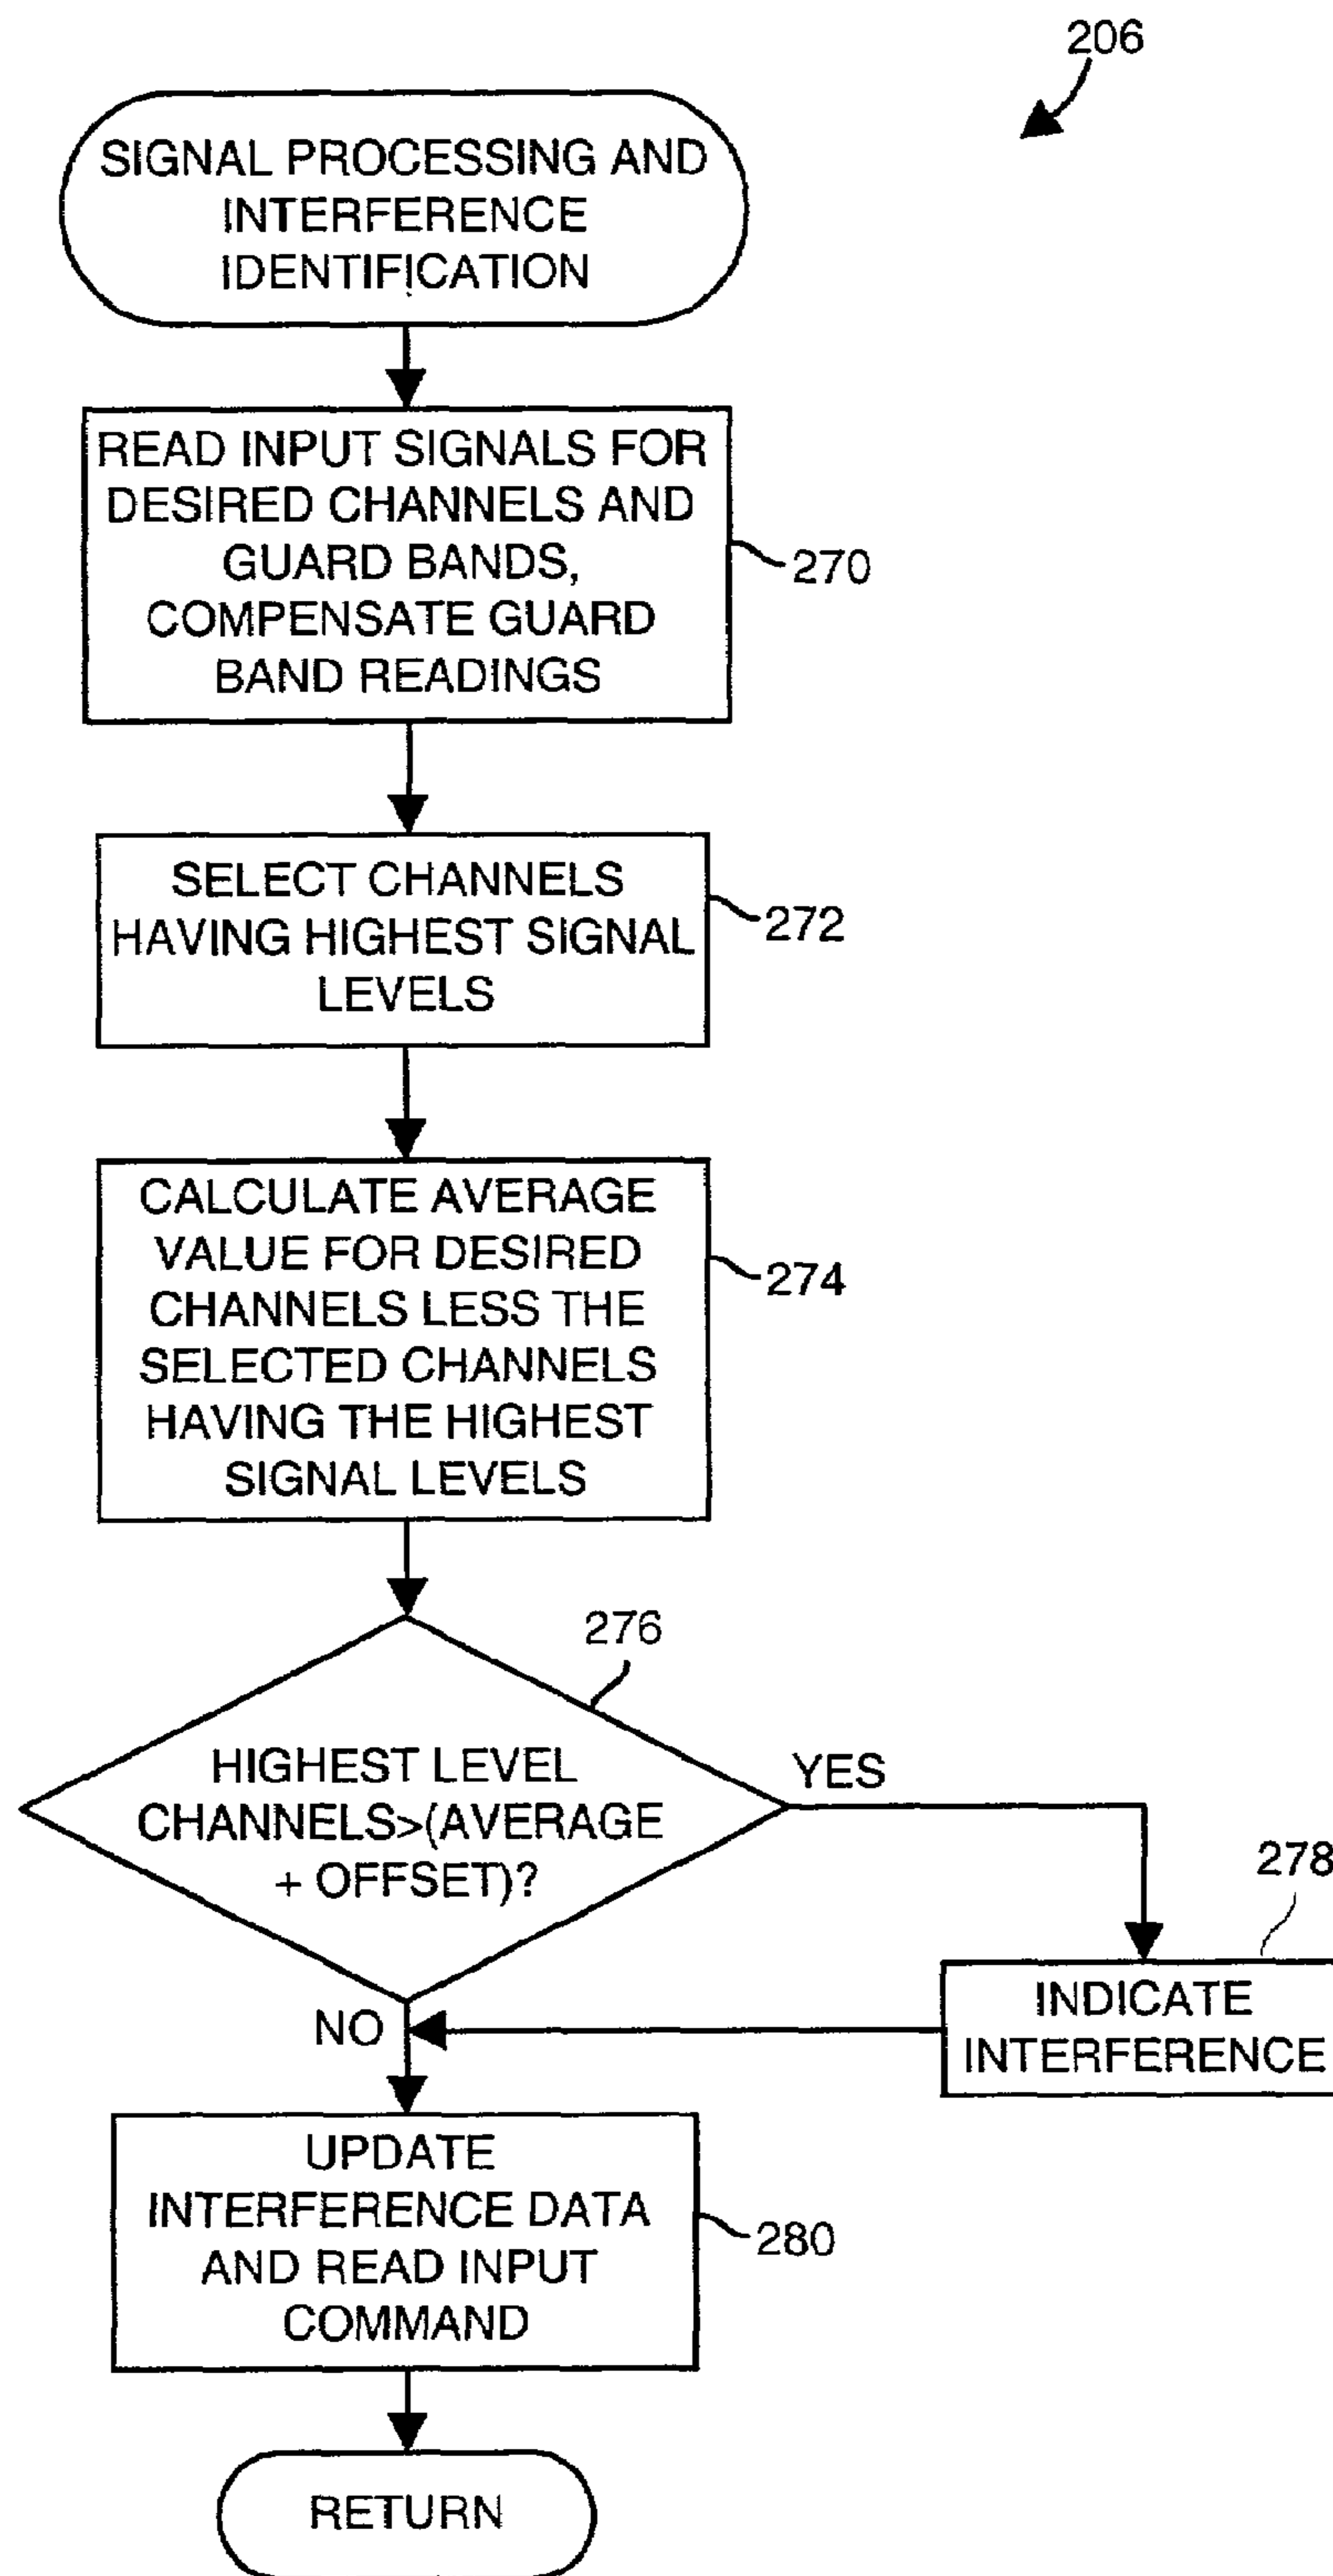 206
SIGNAL PROCESSING AND
INTERFERENCE
IDENTIFICATION
READ INPUT SIGNALS FOR
DESIRED CHANNELS AND
GUARD BANDS,
COMPENSATE GUARD
BAND READINGS
270
SELECT CHANNELS
HAVING HIGHEST SIGNAL
LEVELS
272
CALCULATE AVERAGE
VALUE FOR DESIRED
CHANNELS LESS THE
SELECTED CHANNELS
HAVING THE HIGHEST
SIGNAL LEVELS
274
276
HIGHEST LEVEL
CHANNELS>(AVERAGE
+ OFFSET)?
YES
278
INDICATE
INTERFERENCE
NO
UPDATE
INTERFERENCE DATA
AND READ INPUT
COMMAND
280
RETURN